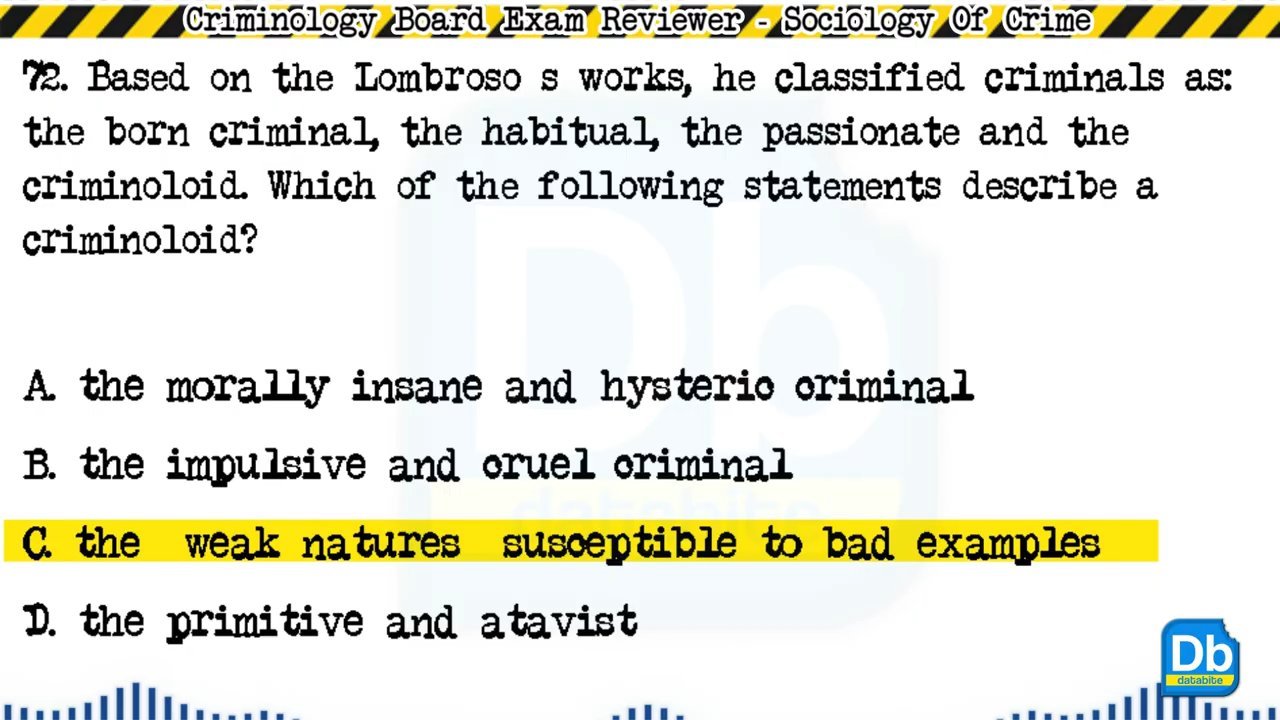 Criminology Board Exam Reviewer - Sociology Of Crime
72. Based on the Lombroso s works, he classified criminals as:
the born criminal, the habitual, the passionate and the
criminoloid. Which of the following statements describe a
criminoloid?
A. the morally insane and hysteric criminal
B. the impulsive and cruel criminal
C. the weak natures susceptible to bad examples
D. the primitive and atavist
Db
databite
Db
databite